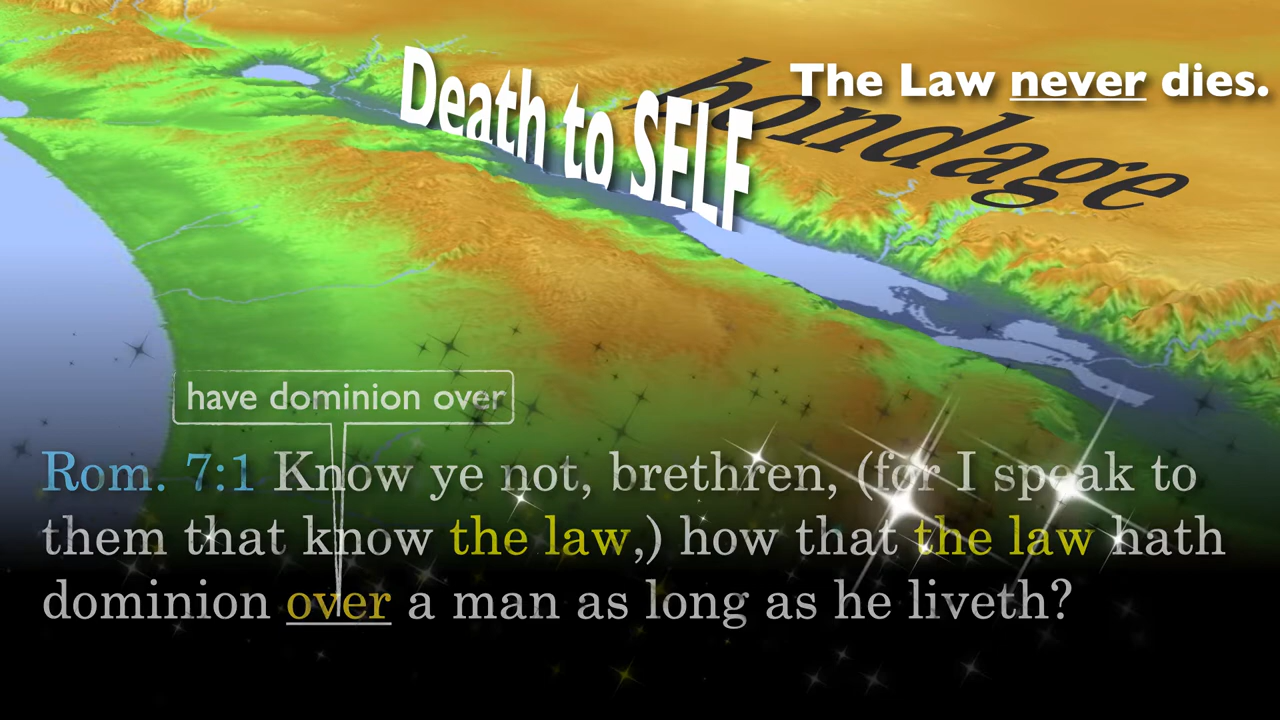 Death to SELF
bondage
The Law never dies.
have dominion over
Rom. 7:1 Know ye not, brethren, (for I speak to
them that know the law,) how that the law hath
dominion over a man as long as he liveth?